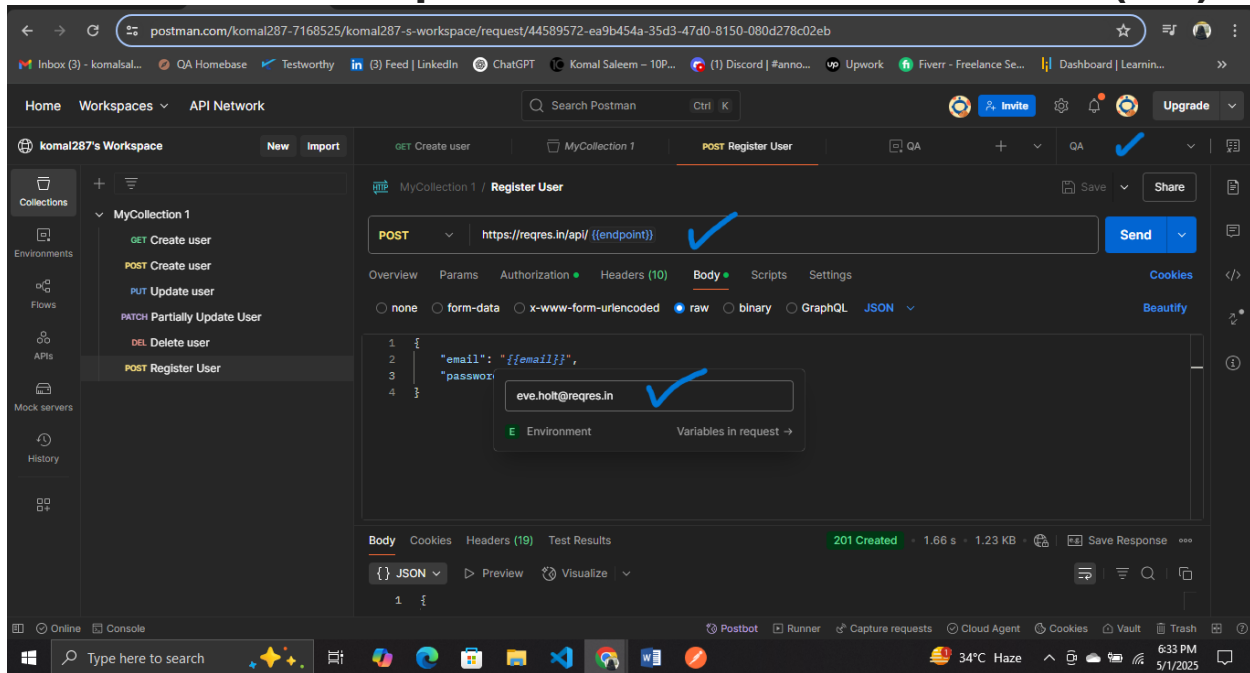 postman.com/komal287-7168525/komal287-s-workspace/request/44589572-ea9b454a-35d3-47d0-8150-080d278c02eb
Inbox (3) - komalsal... QA Homebase Testworthy (3) Feed | LinkedIn ChatGPT Komal Saleem – 10P... (1) Discord | #anno... Upwork Fiverr - Freelance Se... Dashboard | Learnin... »
Home Workspaces API Network Search Postman Ctrl K Invite Upgrade
komal287's Workspace New Import GET Create user MyCollection 1 POST Register User QA + QA
Collections
MyCollection 1 / Register User Save Share
MyCollection 1
GET Create user
POST Create user
PUT Update user
PATCH Partially Update User
DEL Delete user
POST Register User
Environments
Flows
APIs
Mock servers
History
POST https://reqres.in/api/ {{endpoint}} Send
Overview Params Authorization Headers (10) Body Scripts Settings Cookies
none form-data x-www-form-urlencoded raw binary GraphQL JSON Beautify
1 {
2 "email": "{{email}}",
3 "passwor
4 }
eve.holt@reqres.in
E Environment Variables in request →
Body Cookies Headers (19) Test Results 201 Created 1.66 s 1.23 KB Save Response
{} JSON Preview Visualize
1 {
Online Console Postbot Runner Capture requests Cloud Agent Cookies Vault Trash
Type here to search 34°C Haze 6:33 PM
5/1/2025